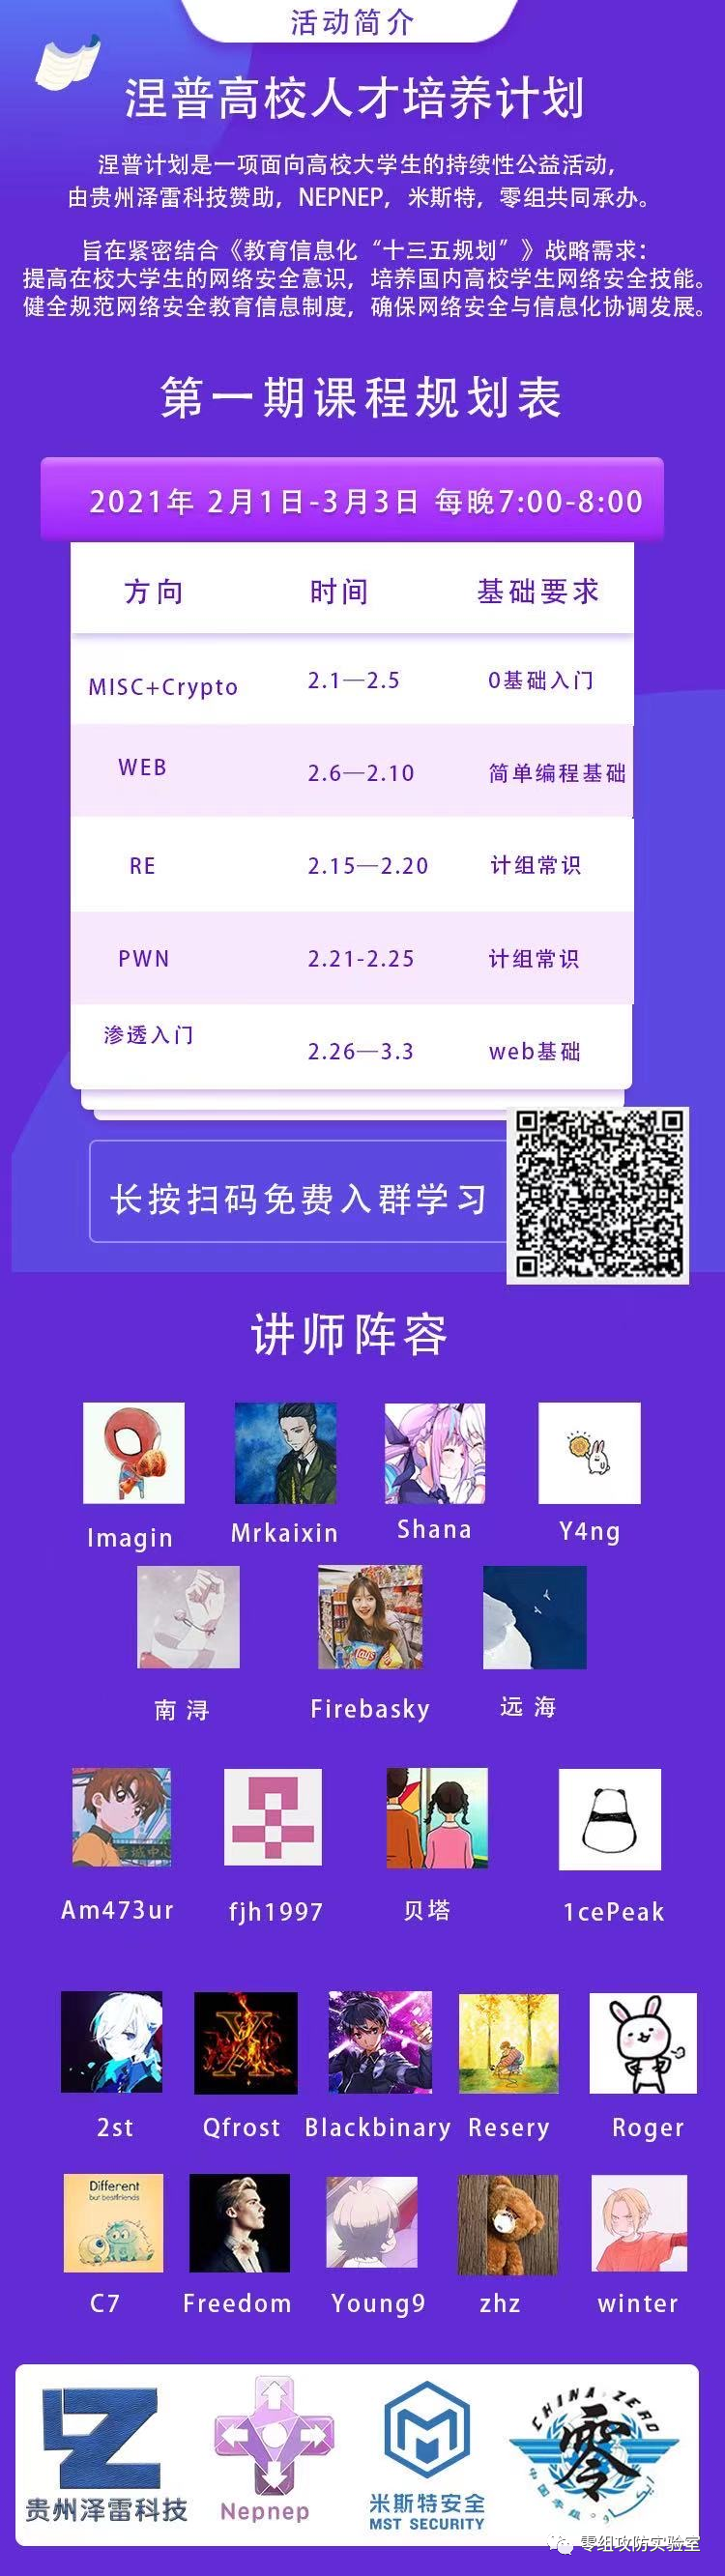 活动简介
涅普高校人才培养计划
涅普计划是一项面向高校大学生的持续性公益活动，
由贵州泽雷科技赞助，NEPNEP，米斯特，零组共同承办。
旨在紧密结合《教育信息化“十三五规划”》战略需求：
提高在校大学生的网络安全意识，培养国内高校学生网络安全技能。
健全规范网络安全教育信息制度，确保网络安全与信息化协调发展。
第一期课程规划表
2021年 2月1日-3月3日 每晚7:00-8:00
方向 时间 基础要求
MISC+Crypto 2.1—2.5 0基础入门
WEB 2.6—2.10 简单编程基础
RE 2.15—2.20 计组常识
PWN 2.21-2.25 计组常识
渗透入门 2.26—3.3 web基础
长按扫码免费入群学习
讲师阵容
Imagin Mrkaixin Shana Y4ng
Lay's
南浔 Firebasky 远海
Am473ur fjh1997 贝塔 1cePeak
2st Qfrost Blackbinary Resery Roger
Different
but bestfriends
C7 Freedom Young9 zhz winter
CHINA ZERO
零
贵州泽雷科技 Nepnep 米斯特安全
MST SECURITY
零组攻防实验室